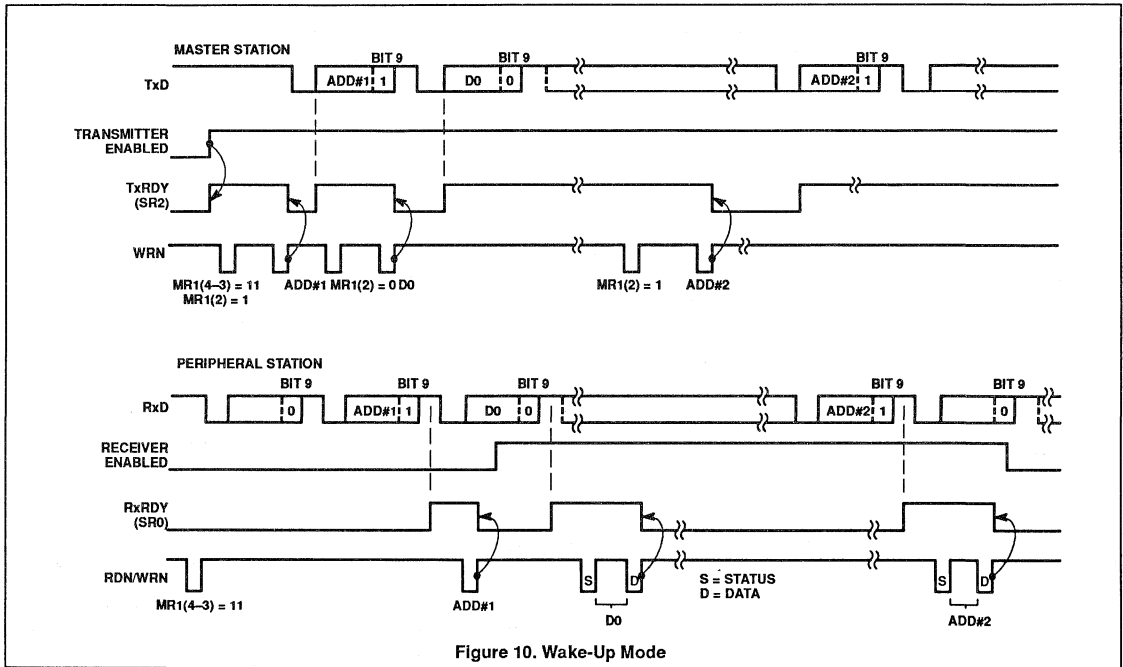 MASTER STATION
BIT 9 BIT 9 BIT 9
TxD ADD#1 1 D0 0 ADD#2 1
TRANSMITTER
ENABLED
TxRDY
(SR2)
WRN
MR1(4–3) = 11 ADD#1 MR1(2) = 0 D0 MR1(2) = 1 ADD#2
MR1(2) = 1
PERIPHERAL STATION
BIT 9 BIT 9 BIT 9 BIT 9 BIT 9
RxD 0 ADD#1 1 D0 0 ADD#2 1 0
RECEIVER
ENABLED
RxRDY
(SR0)
RDN/WRN S D S = STATUS S D
D = DATA
MR1(4–3) = 11 ADD#1 D0 ADD#2
Figure 10. Wake-Up Mode